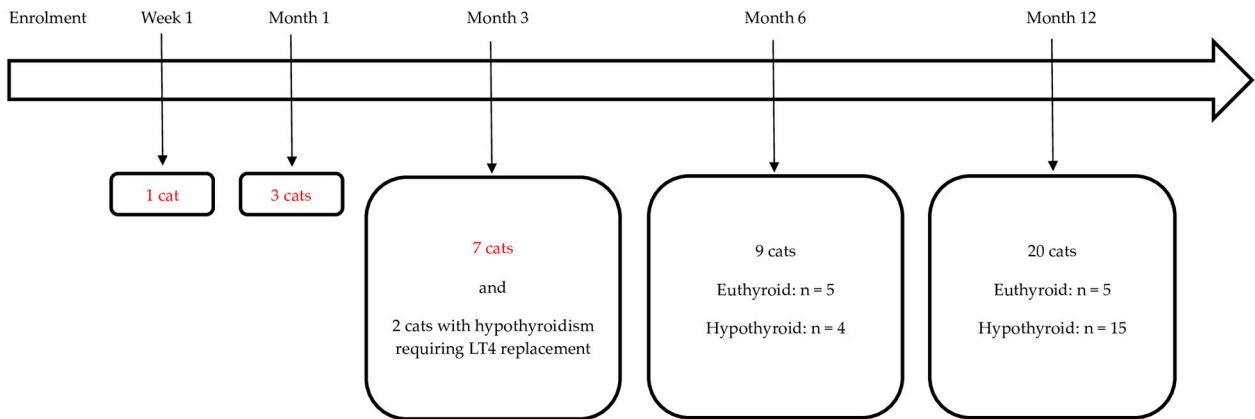 Enrolment
Week 1
Month 1
Month 3
Month 6
Month 12
1 cat
3 cats
7 cats
and
2 cats with hypothyroidism
requiring LT4 replacement
9 cats
Euthyroid: n = 5
Hypothyroid: n = 4
20 cats
Euthyroid: n = 5
Hypothyroid: n = 15